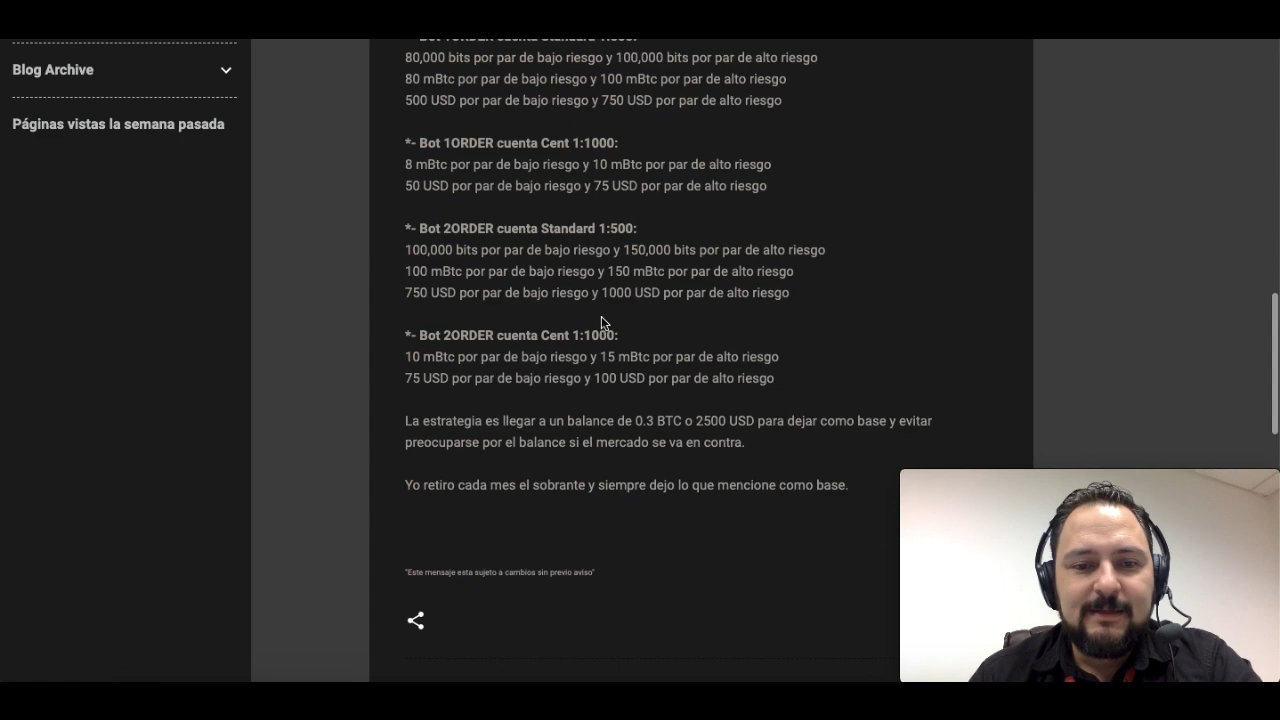 Blog Archive
Páginas vistas la semana pasada
80,000 bits por par de bajo riesgo y 100,000 bits por par de alto riesgo
80 mBtc por par de bajo riesgo y 100 mBtc por par de alto riesgo
500 USD por par de bajo riesgo y 750 USD por par de alto riesgo
*- Bot 1ORDER cuenta Cent 1:1000:
8 mBtc por par de bajo riesgo y 10 mBtc por par de alto riesgo
50 USD por par de bajo riesgo y 75 USD por par de alto riesgo
*- Bot 2ORDER cuenta Standard 1:500:
100,000 bits por par de bajo riesgo y 150,000 bits por par de alto riesgo
100 mBtc por par de bajo riesgo y 150 mBtc por par de alto riesgo
750 USD por par de bajo riesgo y 1000 USD por par de alto riesgo
*- Bot 2ORDER cuenta Cent 1:1000:
10 mBtc por par de bajo riesgo y 15 mBtc por par de alto riesgo
75 USD por par de bajo riesgo y 100 USD por par de alto riesgo
La estrategia es llegar a un balance de 0.3 BTC o 2500 USD para dejar como base y evitar
preocuparse por el balance si el mercado se va en contra.
Yo retiro cada mes el sobrante y siempre dejo lo que mencione como base.
"Este mensaje esta sujeto a cambios sin previo aviso"